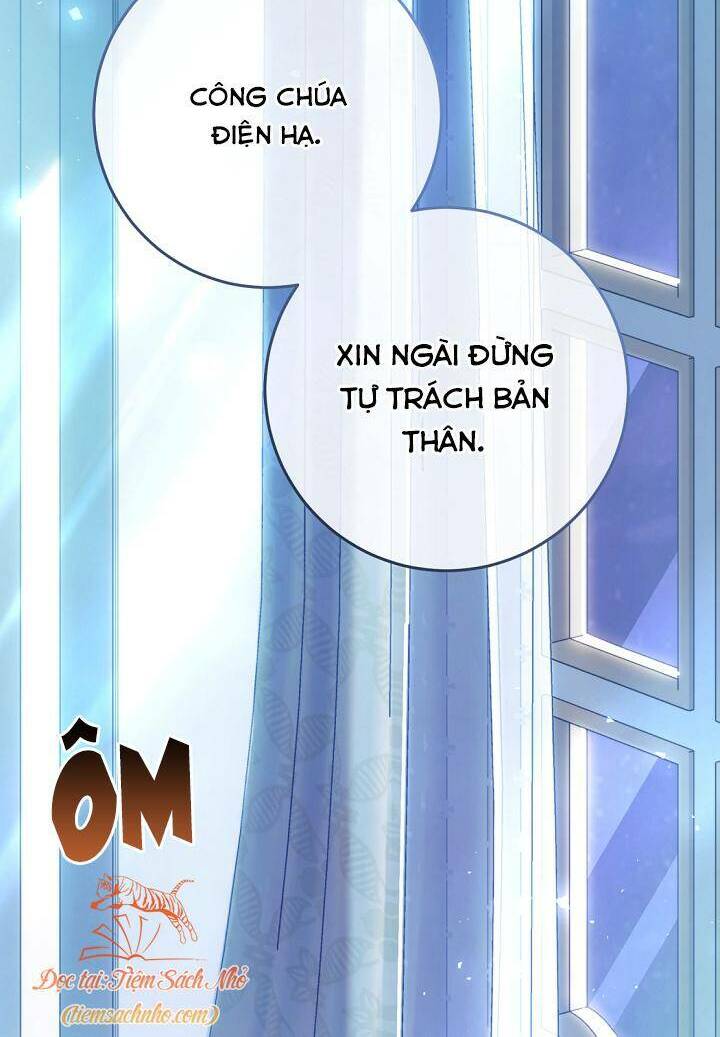 CÔNG CHÚA
ĐIỆN HẠ.
XIN NGÀI ĐỪNG
TỰ TRÁCH BẢN
THÂN.
ÔM
Đọc tại: Tiệm Sách Nhỏ
(tiemsachnho.com)